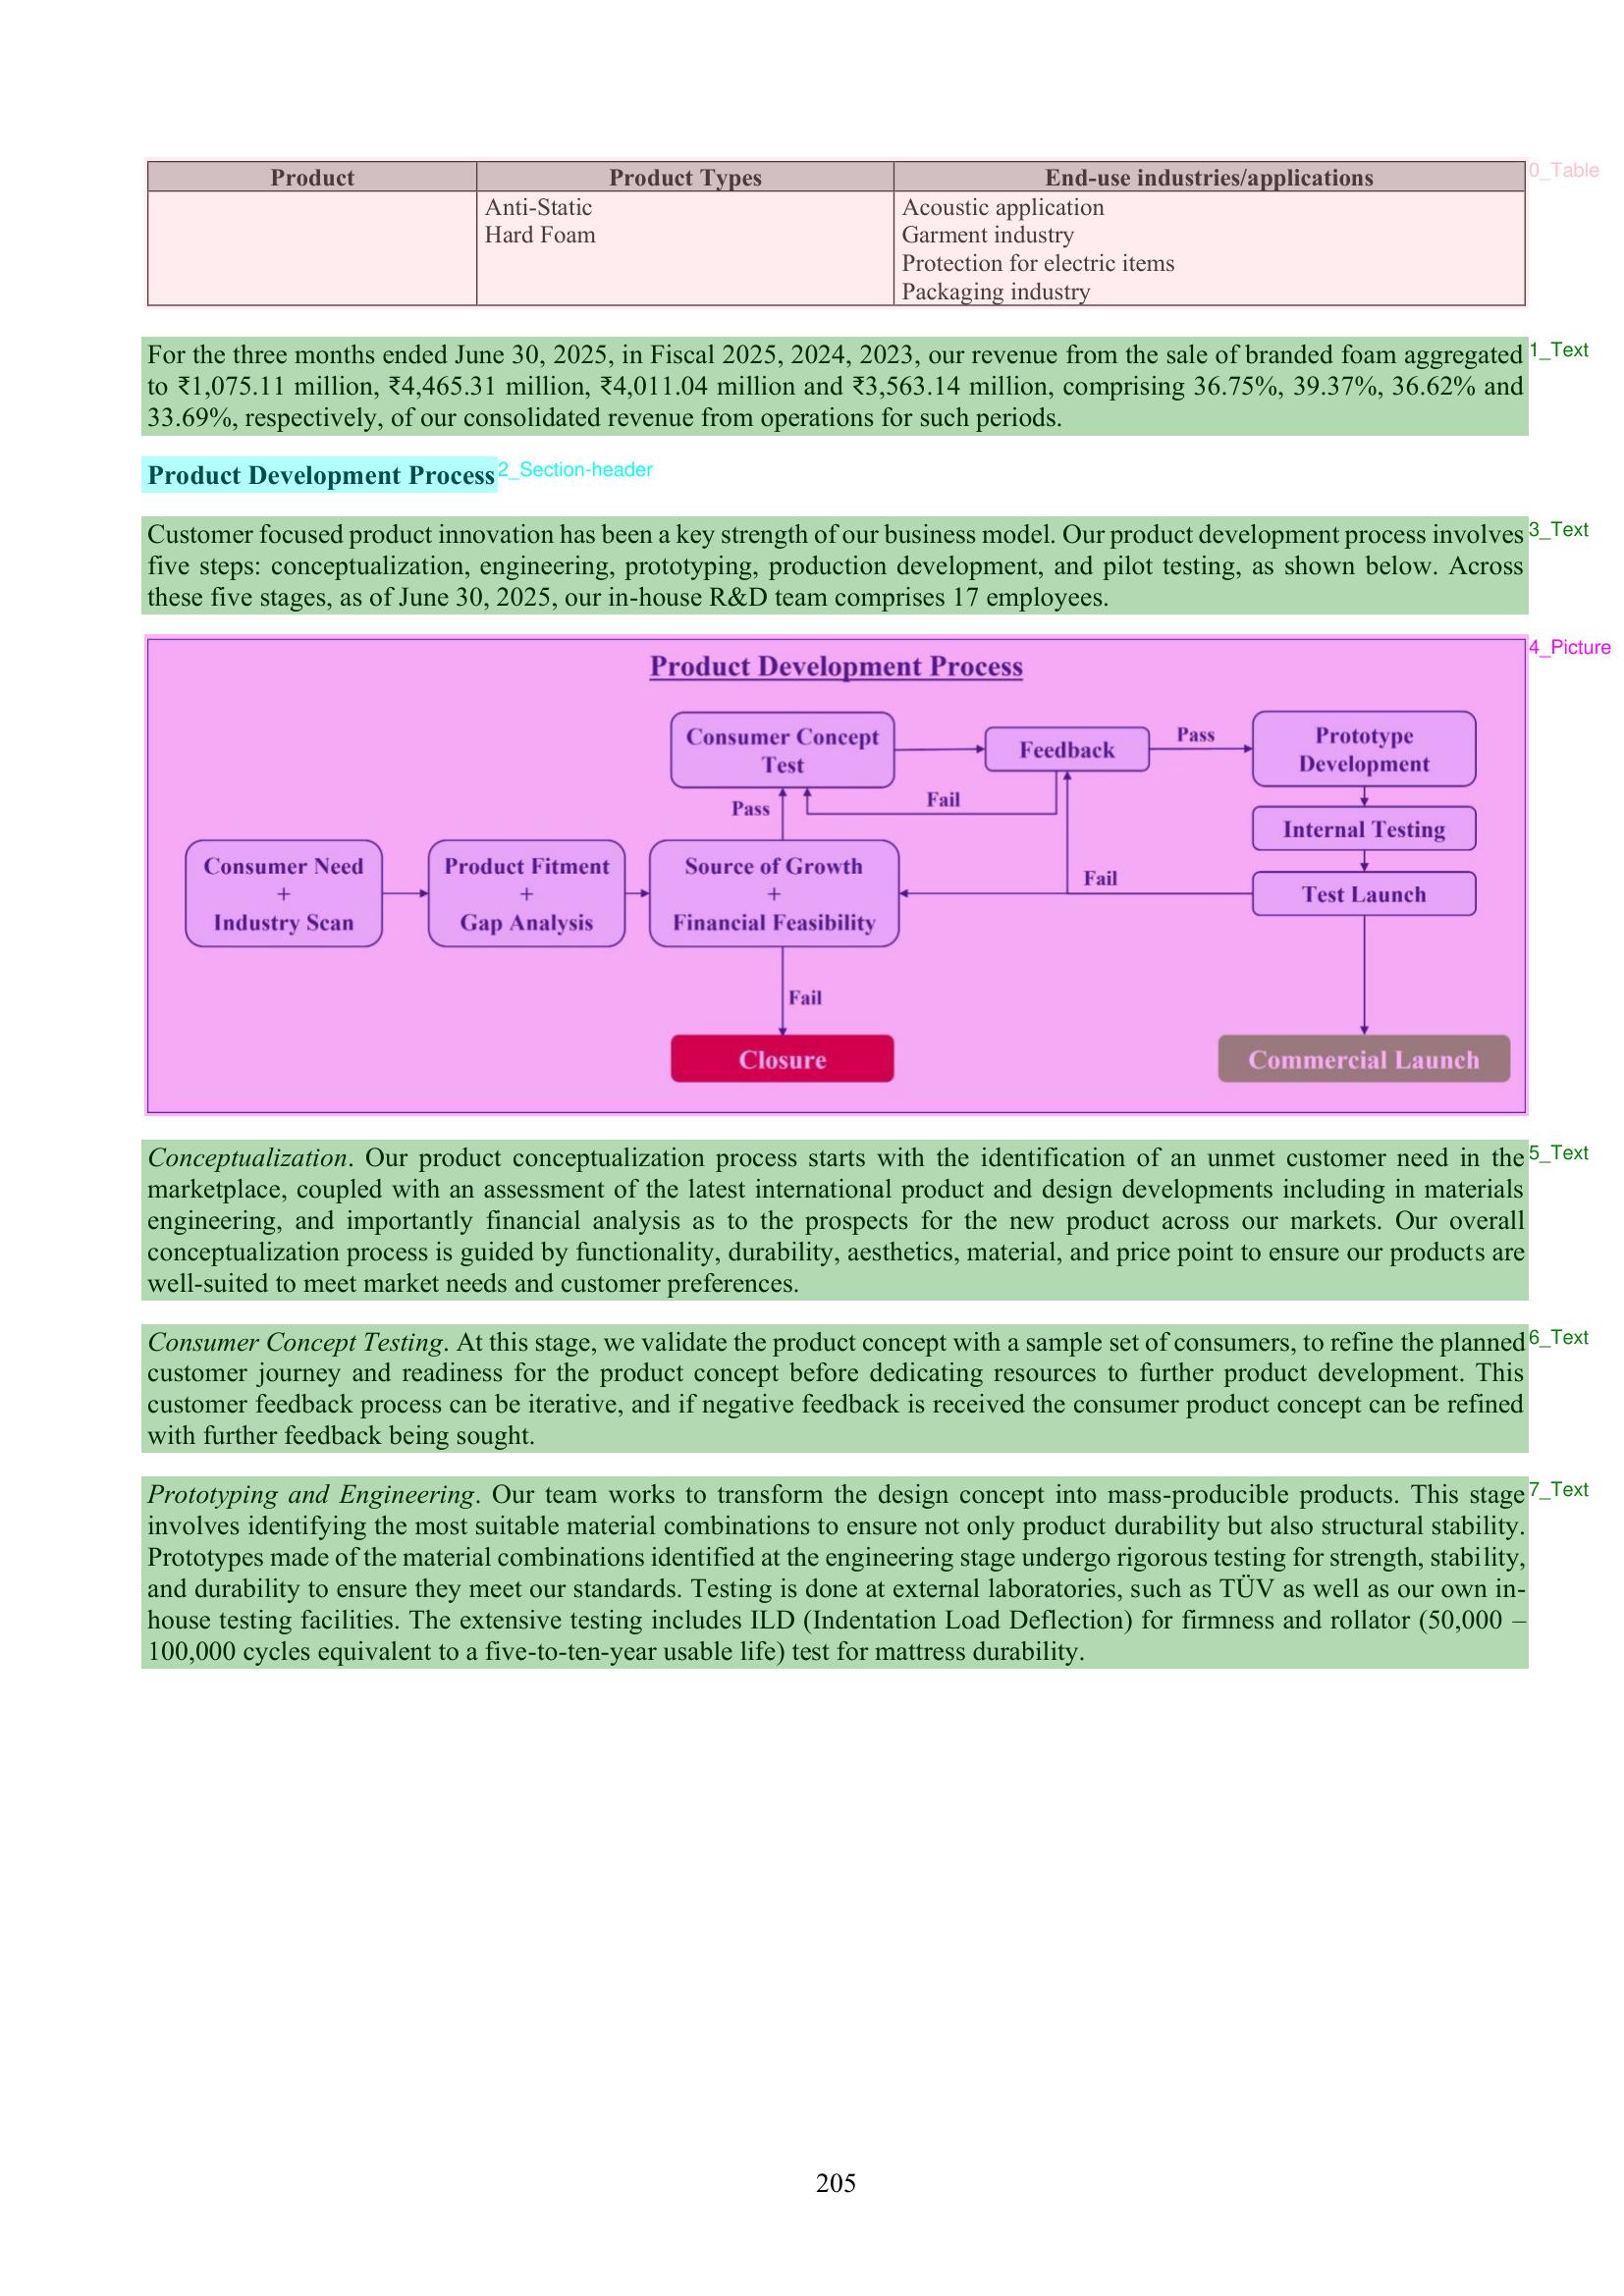 Product Product Types End-use industries/applications 0_Table
Anti-Static Acoustic application
Hard Foam Garment industry
Protection for electric items
Packaging industry
For the three months ended June 30, 2025, in Fiscal 2025, 2024, 2023, our revenue from the sale of branded foam aggregated 1_Text
to ₹1,075.11 million, ₹4,465.31 million, ₹4,011.04 million and ₹3,563.14 million, comprising 36.75%, 39.37%, 36.62% and
33.69%, respectively, of our consolidated revenue from operations for such periods.
Product Development Process 2_Section-header
Customer focused product innovation has been a key strength of our business model. Our product development process involves 3_Text
five steps: conceptualization, engineering, prototyping, production development, and pilot testing, as shown below. Across
these five stages, as of June 30, 2025, our in-house R&D team comprises 17 employees.
4_Picture
Product Development Process
Consumer Concept
Test
Feedback
Pass
Prototype
Development
Pass
Fail
Internal Testing
Consumer Need
+
Industry Scan
Product Fitment
+
Gap Analysis
Source of Growth
+
Financial Feasibility
Fail
Test Launch
Fail
Closure
Commercial Launch
Conceptualization. Our product conceptualization process starts with the identification of an unmet customer need in the 5_Text
marketplace, coupled with an assessment of the latest international product and design developments including in materials
engineering, and importantly financial analysis as to the prospects for the new product across our markets. Our overall
conceptualization process is guided by functionality, durability, aesthetics, material, and price point to ensure our products are
well-suited to meet market needs and customer preferences.
Consumer Concept Testing. At this stage, we validate the product concept with a sample set of consumers, to refine the planned 6_Text
customer journey and readiness for the product concept before dedicating resources to further product development. This
customer feedback process can be iterative, and if negative feedback is received the consumer product concept can be refined
with further feedback being sought.
Prototyping and Engineering. Our team works to transform the design concept into mass-producible products. This stage 7_Text
involves identifying the most suitable material combinations to ensure not only product durability but also structural stability.
Prototypes made of the material combinations identified at the engineering stage undergo rigorous testing for strength, stability,
and durability to ensure they meet our standards. Testing is done at external laboratories, such as TÜV as well as our own in-
house testing facilities. The extensive testing includes ILD (Indentation Load Deflection) for firmness and rollator (50,000 –
100,000 cycles equivalent to a five-to-ten-year usable life) test for mattress durability.
205